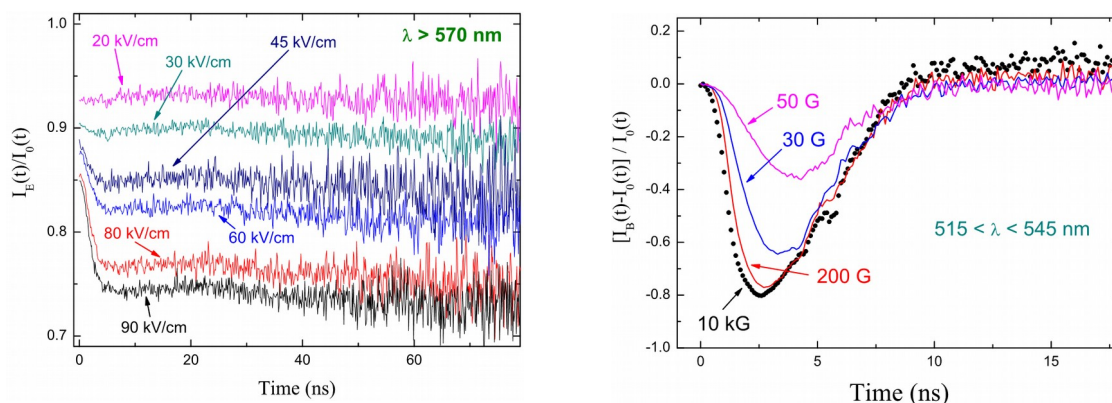 I_E(t)/I_0(t)
1.0
0.9
0.8
0.7
20 kV/cm
30 kV/cm
45 kV/cm
λ > 570 nm
60 kV/cm
80 kV/cm
90 kV/cm
0 20 40 60
Time (ns)
[I_B(t)-I_0(t)] / I_0(t)
0.2
0.0
-0.2
-0.4
-0.6
-0.8
-1.0
50 G
30 G
515 < λ < 545 nm
200 G
10 kG
0 5 10 15
Time (ns)